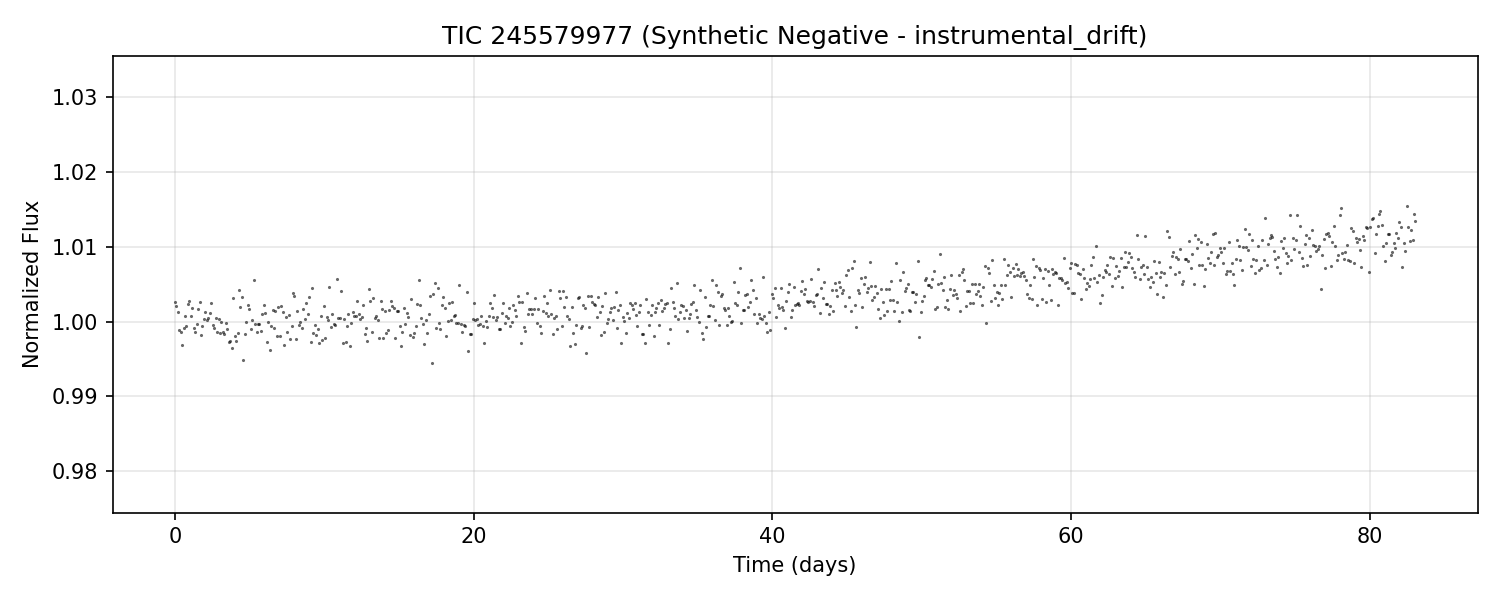 TIC 245579977 (Synthetic Negative - instrumental_drift)
1.03
1.02
1.01
1.00
0.99
0.98
Normalized Flux
0 20 40 60 80
Time (days)